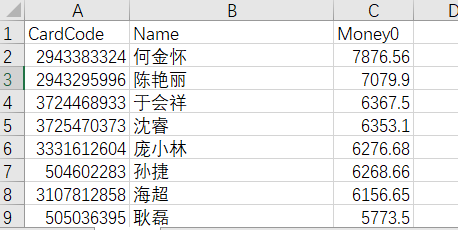 A B C D
1 CardCode Name Money0
2 2943383324 何金怀 7876.56
3 2943295996 陈艳丽 7079.9
4 3724468933 于会祥 6367.5
5 3725470373 沈睿 6353.1
6 3331612604 庞小林 6276.68
7 504602283 孙捷 6268.66
8 3107812858 海超 6156.65
9 505036395 耿磊 5773.5